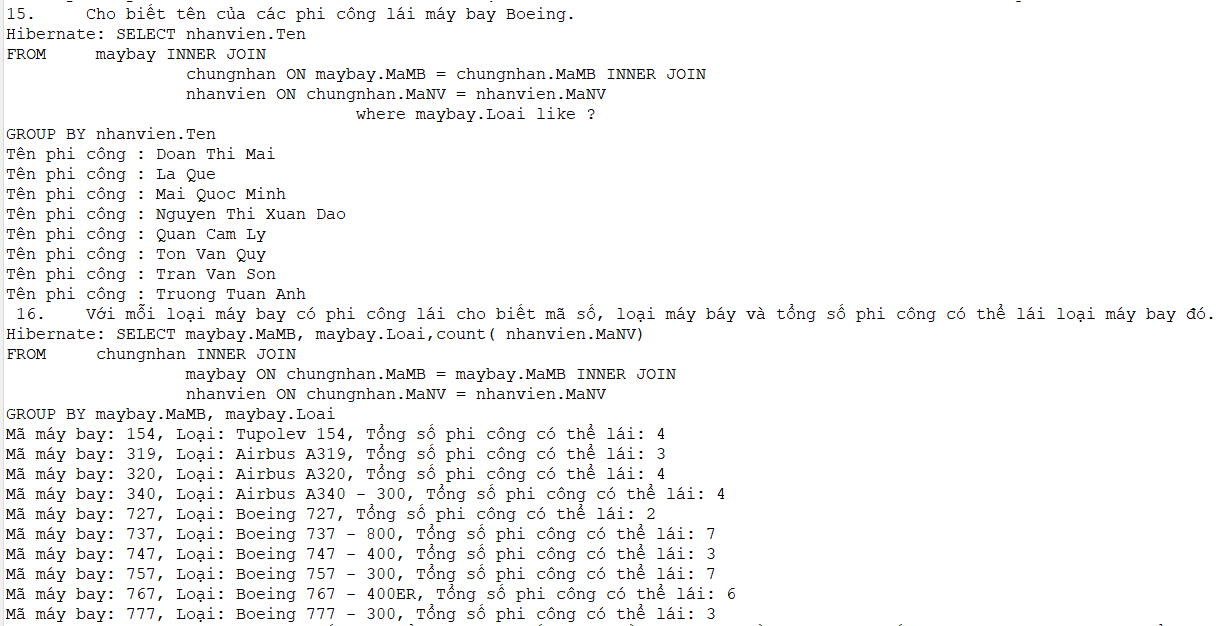 15. Cho biết tên của các phi công lái máy bay Boeing.
Hibernate: SELECT nhanvien.Ten
FROM maybay INNER JOIN
chungnhan ON maybay.MaMB = chungnhan.MaMB INNER JOIN
nhanvien ON chungnhan.MaNV = nhanvien.MaNV
where maybay.Loai like ?
GROUP BY nhanvien.Ten
Tên phi công : Doan Thi Mai
Tên phi công : La Que
Tên phi công : Mai Quoc Minh
Tên phi công : Nguyen Thi Xuan Dao
Tên phi công : Quan Cam Ly
Tên phi công : Ton Van Quy
Tên phi công : Tran Van Son
Tên phi công : Truong Tuan Anh
16. Với mỗi loại máy bay có phi công lái cho biết mã số, loại máy báy và tổng số phi công có thể lái loại máy bay đó.
Hibernate: SELECT maybay.MaMB, maybay.Loai,count( nhanvien.MaNV)
FROM chungnhan INNER JOIN
maybay ON chungnhan.MaMB = maybay.MaMB INNER JOIN
nhanvien ON chungnhan.MaNV = nhanvien.MaNV
GROUP BY maybay.MaMB, maybay.Loai
Mã máy bay: 154, Loại: Tupolev 154, Tổng số phi công có thể lái: 4
Mã máy bay: 319, Loại: Airbus A319, Tổng số phi công có thể lái: 3
Mã máy bay: 320, Loại: Airbus A320, Tổng số phi công có thể lái: 4
Mã máy bay: 340, Loại: Airbus A340 - 300, Tổng số phi công có thể lái: 4
Mã máy bay: 727, Loại: Boeing 727, Tổng số phi công có thể lái: 2
Mã máy bay: 737, Loại: Boeing 737 - 800, Tổng số phi công có thể lái: 7
Mã máy bay: 747, Loại: Boeing 747 - 400, Tổng số phi công có thể lái: 3
Mã máy bay: 757, Loại: Boeing 757 - 300, Tổng số phi công có thể lái: 7
Mã máy bay: 767, Loại: Boeing 767 - 400ER, Tổng số phi công có thể lái: 6
Mã máy bay: 777, Loại: Boeing 777 - 300, Tổng số phi công có thể lái: 3